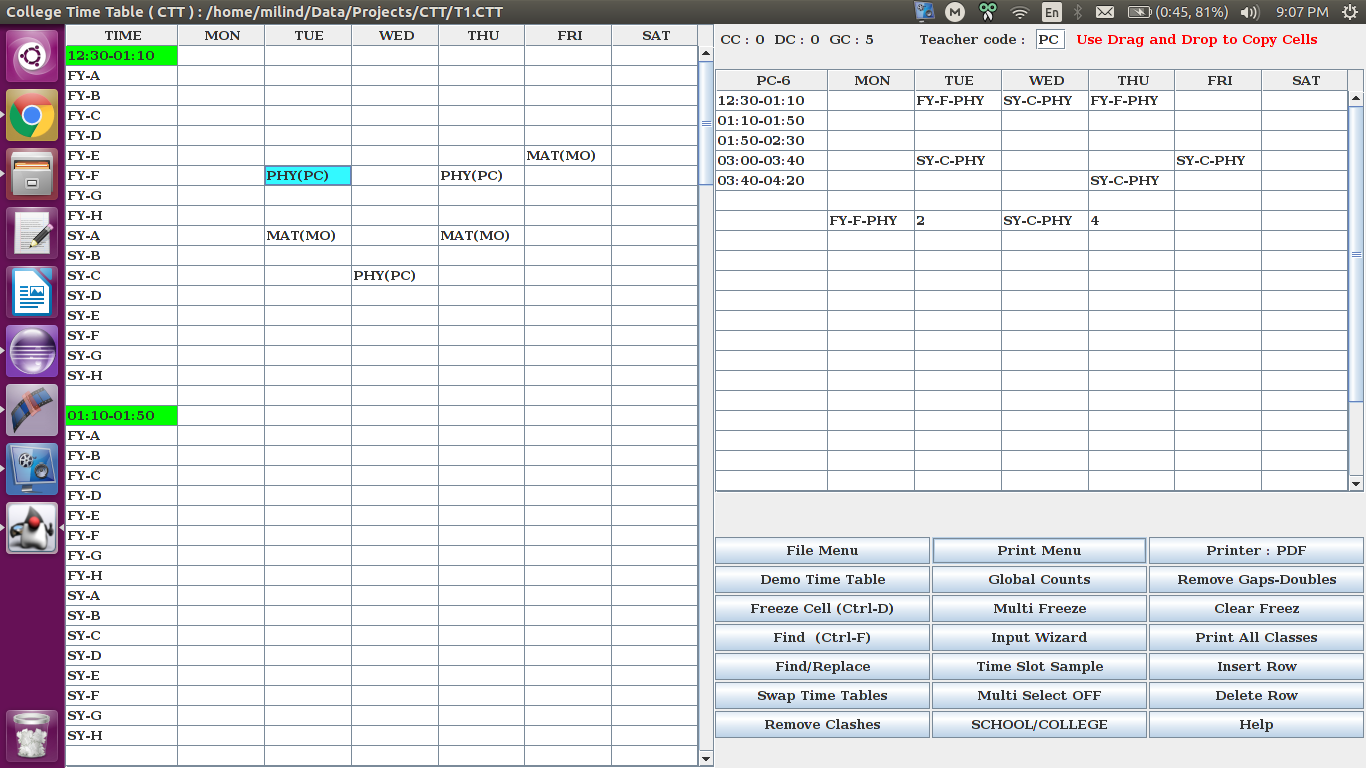 College Time Table ( CTT ) : /home/milind/Data/Projects/CTT/T1.CTT En (0:45, 81%) 9:07 PM
TIME MON TUE WED THU FRI SAT
12:30-01:10
FY-A
FY-B
FY-C
FY-D
FY-E MAT(MO)
FY-F PHY(PC) PHY(PC)
FY-G
FY-H
SY-A MAT(MO) MAT(MO)
SY-B
SY-C PHY(PC)
SY-D
SY-E
SY-F
SY-G
SY-H
01:10-01:50
FY-A
FY-B
FY-C
FY-D
FY-E
FY-F
FY-G
FY-H
SY-A
SY-B
SY-C
SY-D
SY-E
SY-F
SY-G
SY-H
CC : 0 DC : 0 GC : 5 Teacher code : PC Use Drag and Drop to Copy Cells
PC-6 MON TUE WED THU FRI SAT
12:30-01:10 FY-F-PHY SY-C-PHY FY-F-PHY
01:10-01:50
01:50-02:30
03:00-03:40 SY-C-PHY SY-C-PHY
03:40-04:20 SY-C-PHY
FY-F-PHY 2 SY-C-PHY 4
File Menu Print Menu Printer : PDF
Demo Time Table Global Counts Remove Gaps-Doubles
Freeze Cell (Ctrl-D) Multi Freeze Clear Freez
Find (Ctrl-F) Input Wizard Print All Classes
Find/Replace Time Slot Sample Insert Row
Swap Time Tables Multi Select OFF Delete Row
Remove Clashes SCHOOL/COLLEGE Help